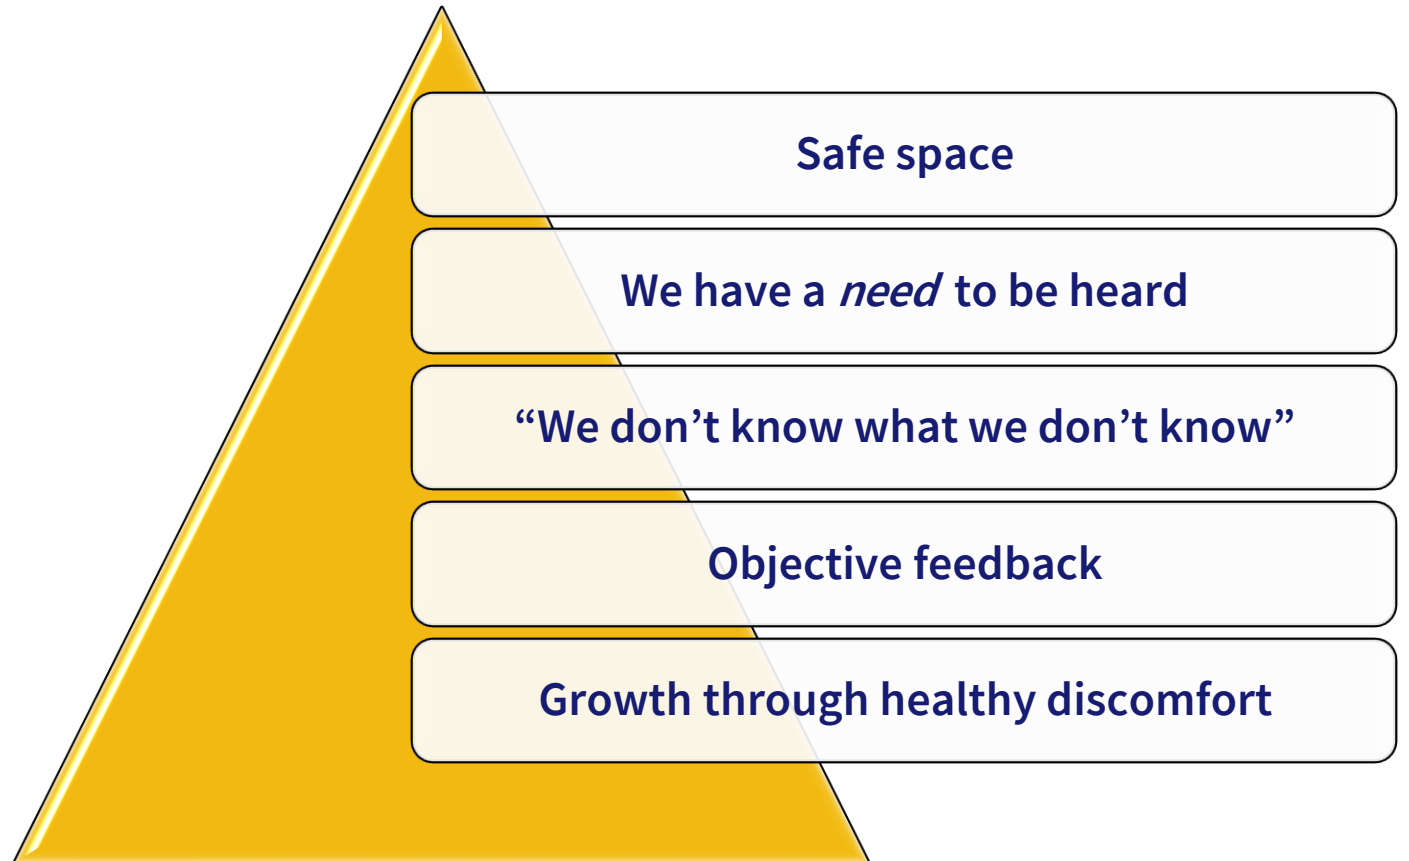 Safe space
We have a need to be heard
“We don’t know what we don’t know”
Objective feedback
Growth through healthy discomfort